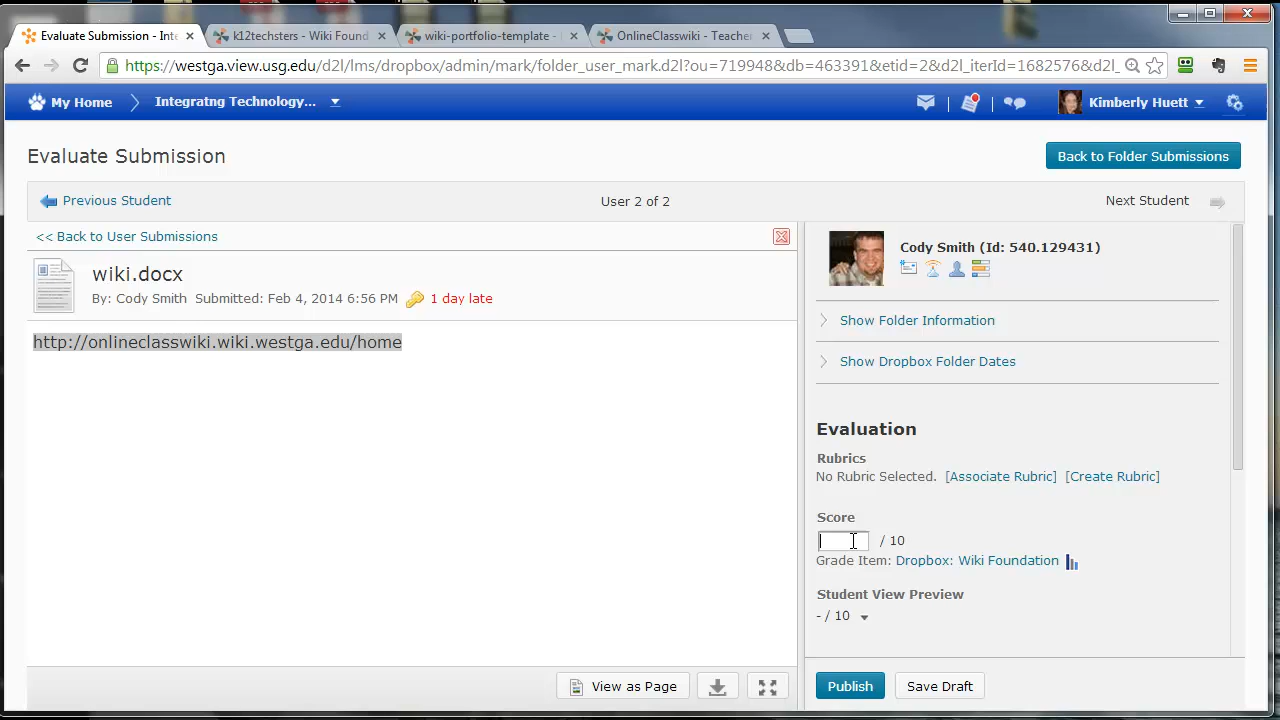 Evaluate Submission - Inte
k12techsters - Wiki Found
wiki-portfolio-template -
OnlineClasswiki - Teacher
https://westga.view.usg.edu/d2l/lms/dropbox/admin/mark/folder_user_mark.d2l?ou=719948&db=463391&etid=2&d2l_iterId=1682576&d2l_
My Home
Integratng Technology...
Kimberly Huett
Evaluate Submission
Back to Folder Submissions
Previous Student
User 2 of 2
Next Student
<< Back to User Submissions
wiki.docx
By: Cody Smith Submitted: Feb 4, 2014 6:56 PM 1 day late
http://onlineclasswiki.wiki.westga.edu/home
View as Page
Cody Smith (Id: 540.129431)
Show Folder Information
Show Dropbox Folder Dates
Evaluation
Rubrics
No Rubric Selected. [Associate Rubric] [Create Rubric]
Score
/ 10
Grade Item: Dropbox: Wiki Foundation
Student View Preview
- / 10
Publish
Save Draft